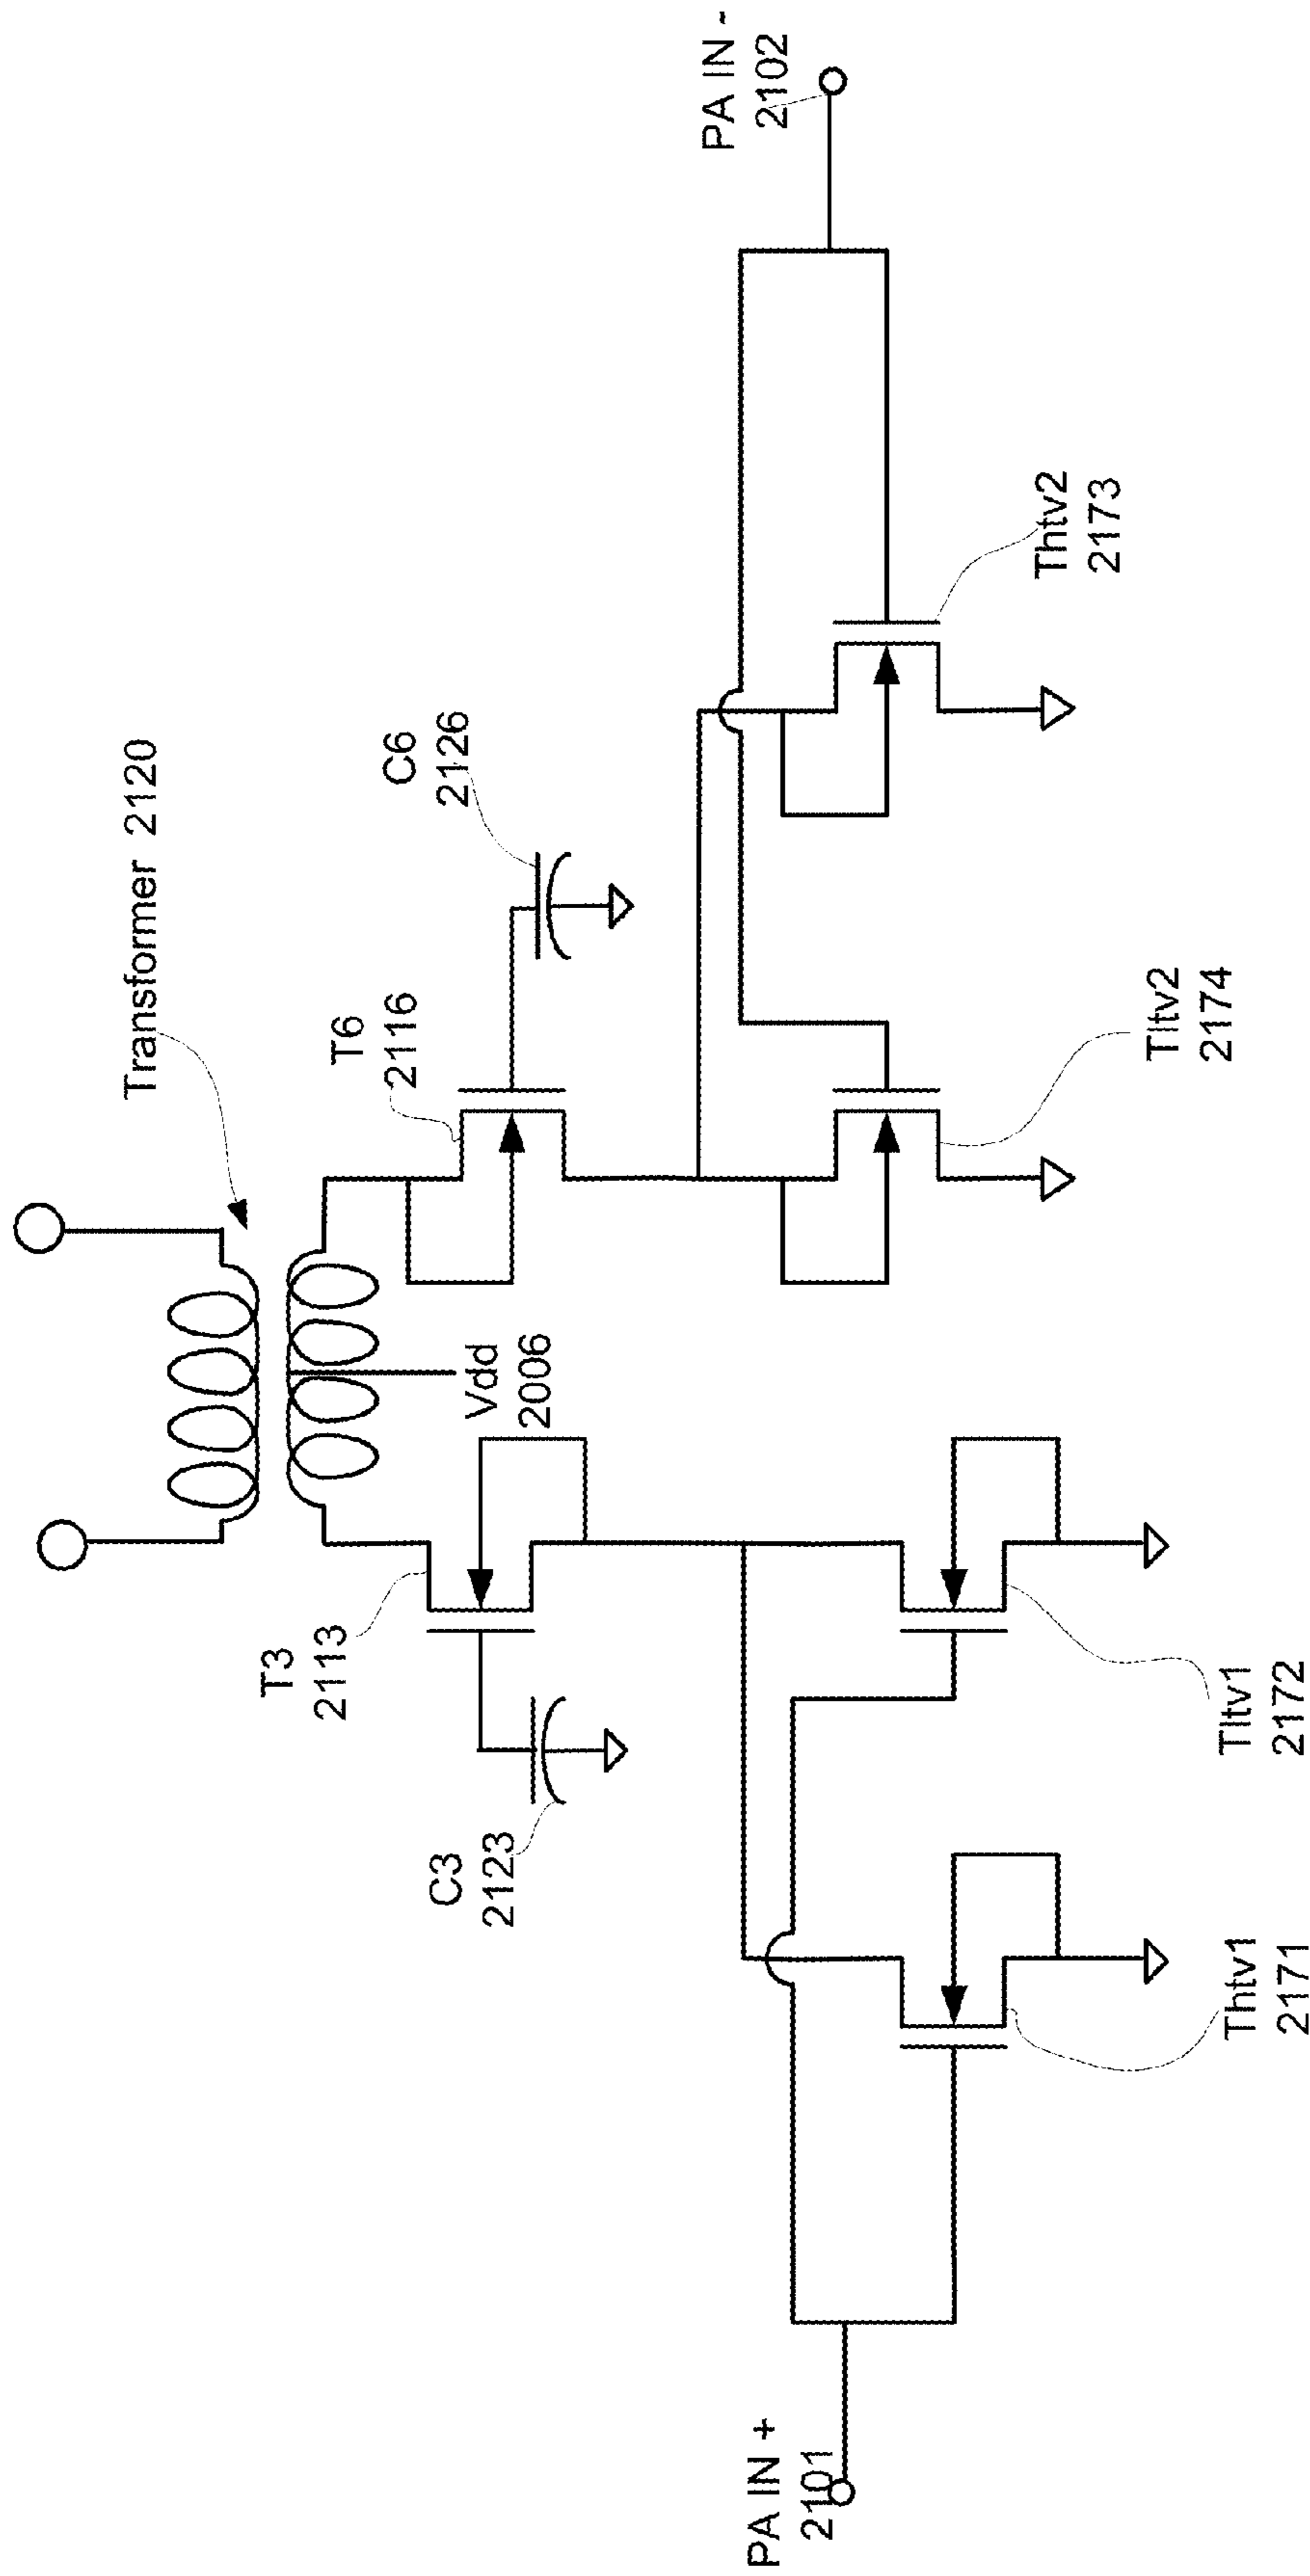 Transformer 2120
T3
2113
T6
2116
C3
2123
Vdd
2006
C6
2126
PA IN +
2101
PA IN -
2102
Thtv1
2171
Tltv1
2172
Tltv2
2174
Thtv2
2173